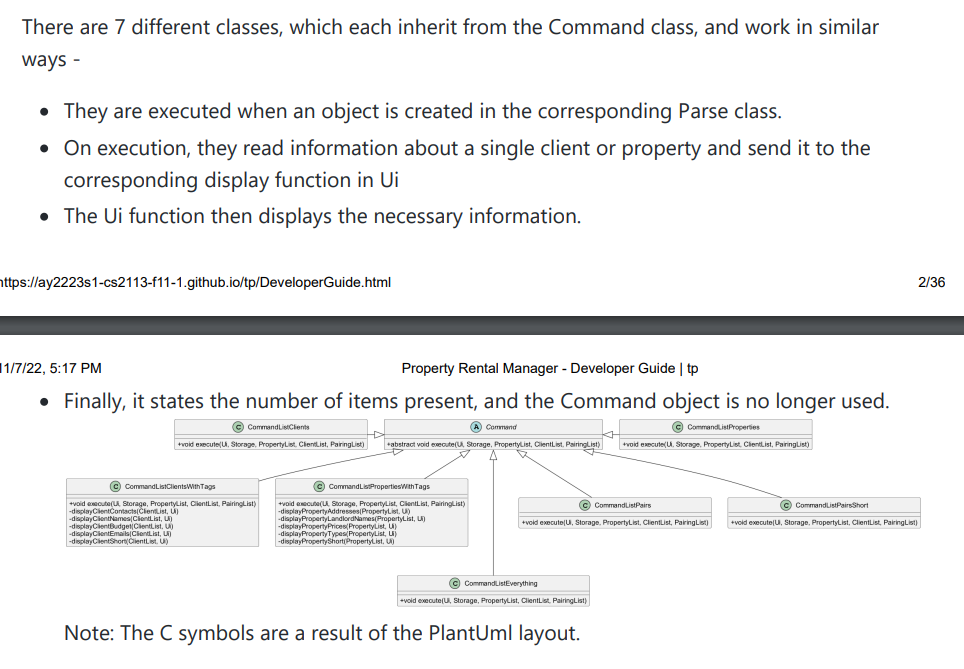 There are 7 different classes, which each inherit from the Command class, and work in similar
ways -
• They are executed when an object is created in the corresponding Parse class.
• On execution, they read information about a single client or property and send it to the
corresponding display function in Ui
• The Ui function then displays the necessary information.
https://ay2223s1-cs2113-f11-1.github.io/tp/DeveloperGuide.html 2/36
11/7/22, 5:17 PM Property Rental Manager - Developer Guide | tp
• Finally, it states the number of items present, and the Command object is no longer used.
C CommandListClients
+void execute(Ui, Storage, PropertyList, ClientList, PairingList)
A Command
+abstract void execute(Ui, Storage, PropertyList, ClientList, PairingList)
C CommandListProperties
+void execute(Ui, Storage, PropertyList, ClientList, PairingList)
C CommandListClientsWithTags
+void execute(Ui, Storage, PropertyList, ClientList, PairingList)
-displayClientContacts(ClientList, Ui)
-displayClientNames(ClientList, Ui)
-displayClientBudget(ClientList, Ui)
-displayClientEmails(ClientList, Ui)
-displayClientShort(ClientList, Ui)
C CommandListPropertiesWithTags
+void execute(Ui, Storage, PropertyList, ClientList, PairingList)
-displayPropertyAddresses(PropertyList, Ui)
-displayPropertyLandlordNames(PropertyList, Ui)
-displayPropertyPrices(PropertyList, Ui)
-displayPropertyTypes(PropertyList, Ui)
-displayPropertyShort(PropertyList, Ui)
C CommandListPairs
+void execute(Ui, Storage, PropertyList, ClientList, PairingList)
C CommandListPairsShort
+void execute(Ui, Storage, PropertyList, ClientList, PairingList)
C CommandListEverything
+void execute(Ui, Storage, PropertyList, ClientList, PairingList)
Note: The C symbols are a result of the PlantUml layout.